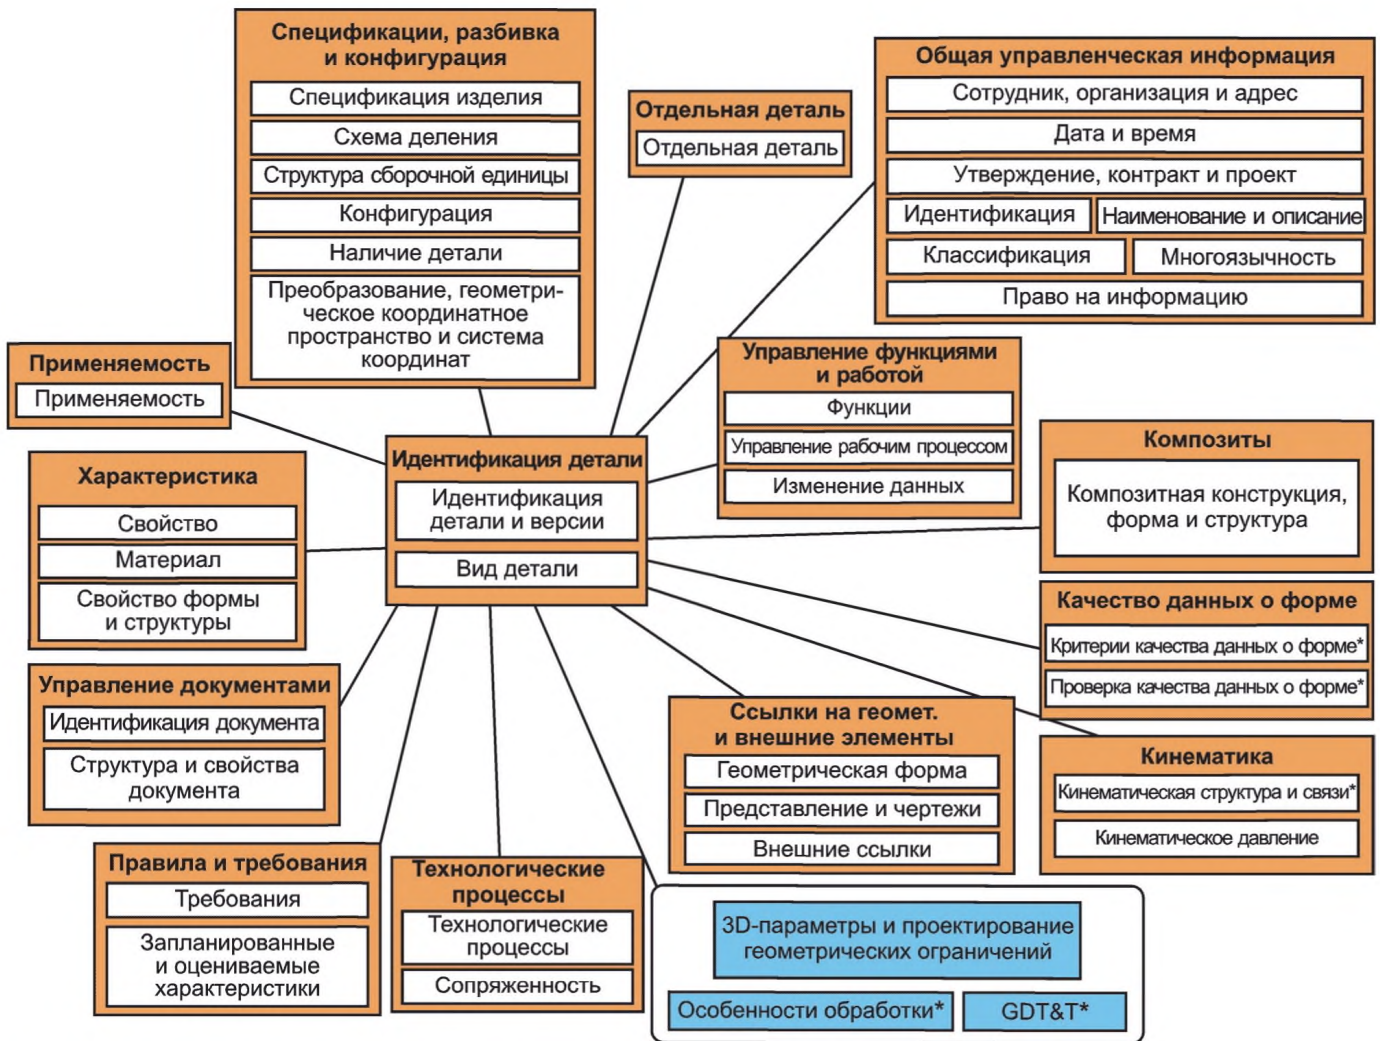 Спецификации, разбивка
и конфигурация
Спецификация изделия
Схема деления
Структура сборочной единицы
Конфигурация
Наличие детали
Преобразование, геометри-
ческое координатное
пространство и система
координат
Отдельная деталь
Отдельная деталь
Общая управленческая информация
Сотрудник, организация и адрес
Дата и время
Утверждение, контракт и проект
Идентификация
Наименование и описание
Классификация
Многоязычность
Право на информацию
Применяемость
Применяемость
Управление функциями
и работой
Функции
Управление рабочим процессом
Изменение данных
Идентификация детали
Идентификация
детали и версии
Вид детали
Композиты
Композитная конструкция,
форма и структура
Характеристика
Свойство
Материал
Свойство формы
и структуры
Качество данных о форме
Критерии качества данных о форме*
Проверка качества данных о форме*
Управление документами
Идентификация документа
Структура и свойства
документа
Ссылки на геомет.
и внешние элементы
Геометрическая форма
Представление и чертежи
Внешние ссылки
Кинематика
Кинематическая структура и связи*
Кинематическое давление
Правила и требования
Требования
Запланированные
и оцениваемые
характеристики
Технологические
процессы
Технологические
процессы
Сопряженность
3D-параметры и проектирование
геометрических ограничений
Особенности обработки*
GDT&T*